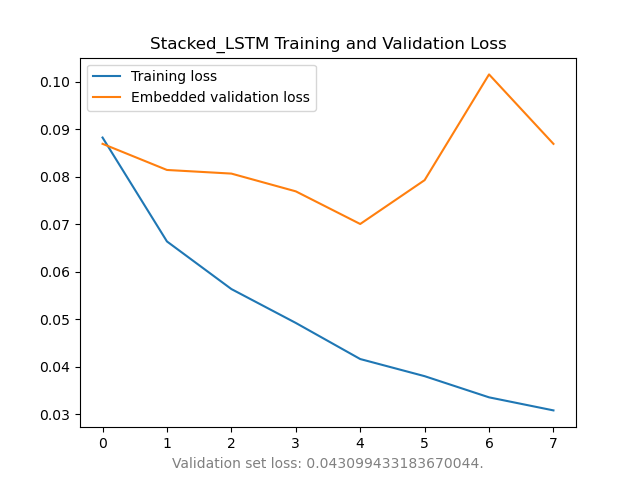 Stacked_LSTM Training and Validation Loss
Training loss
Embedded validation loss
0.10
0.09
0.08
0.07
0.06
0.05
0.04
0.03
0 1 2 3 4 5 6 7
Validation set loss: 0.043099433183670044.